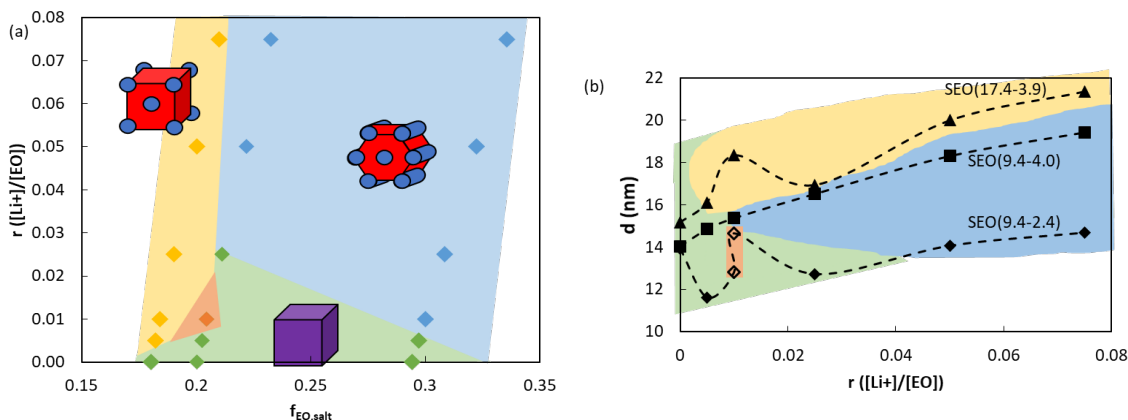 (a)
0.08
0.07
0.06
0.05
0.04
0.03
0.02
0.01
0.00
r ([Li+]/[EO])
0.15
0.2
0.25
0.3
0.35
fEO,salt
(b)
22
20
18
16
14
12
10
d (nm)
SEO(17.4-3.9)
SEO(9.4-4.0)
SEO(9.4-2.4)
0
0.02
0.04
0.06
0.08
r ([Li+]/[EO])